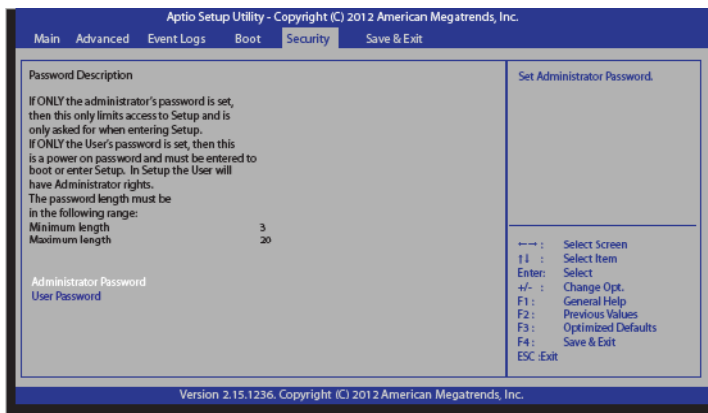 Aptio Setup Utility - Copyright (C) 2012 American Megatrends, Inc.
Main Advanced Event Logs Boot Security Save & Exit
Password Description
If ONLY the administrator's password is set,
then this only limits access to Setup and is
only asked for when entering Setup.
If ONLY the User's password is set, then this
is a power on password and must be entered to
boot or enter Setup. In Setup the User will
have Administrator rights.
The password length must be
in the following range:
Minimum length 3
Maximum length 20
Administrator Password
User Password
Set Administrator Password.
←→ : Select Screen
↑↓ : Select Item
Enter: Select
+/- : Change Opt.
F1 : General Help
F2 : Previous Values
F3 : Optimized Defaults
F4 : Save & Exit
ESC :Exit
Version 2.15.1236. Copyright (C) 2012 American Megatrends, Inc.